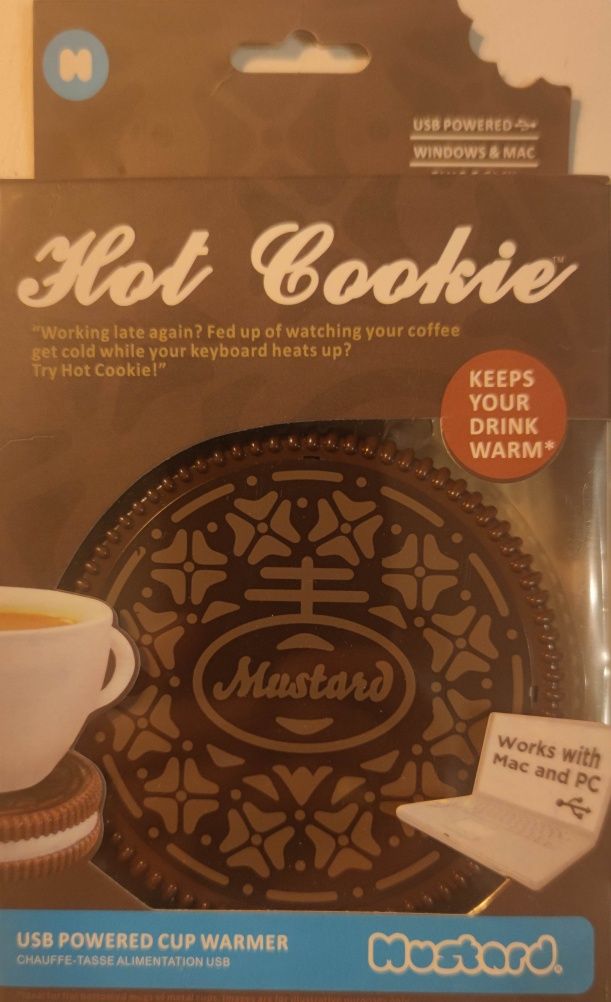 USB POWERED
WINDOWS & MAC
Hot Cookie™
"Working late again? Fed up of watching your coffee
get cold while your keyboard heats up?
Try Hot Cookie!"
KEEPS
YOUR
DRINK
WARM*
Mustard
Works with
Mac and PC
USB POWERED CUP WARMER
CHAUFFE-TASSE ALIMENTATION USB
Mustard®